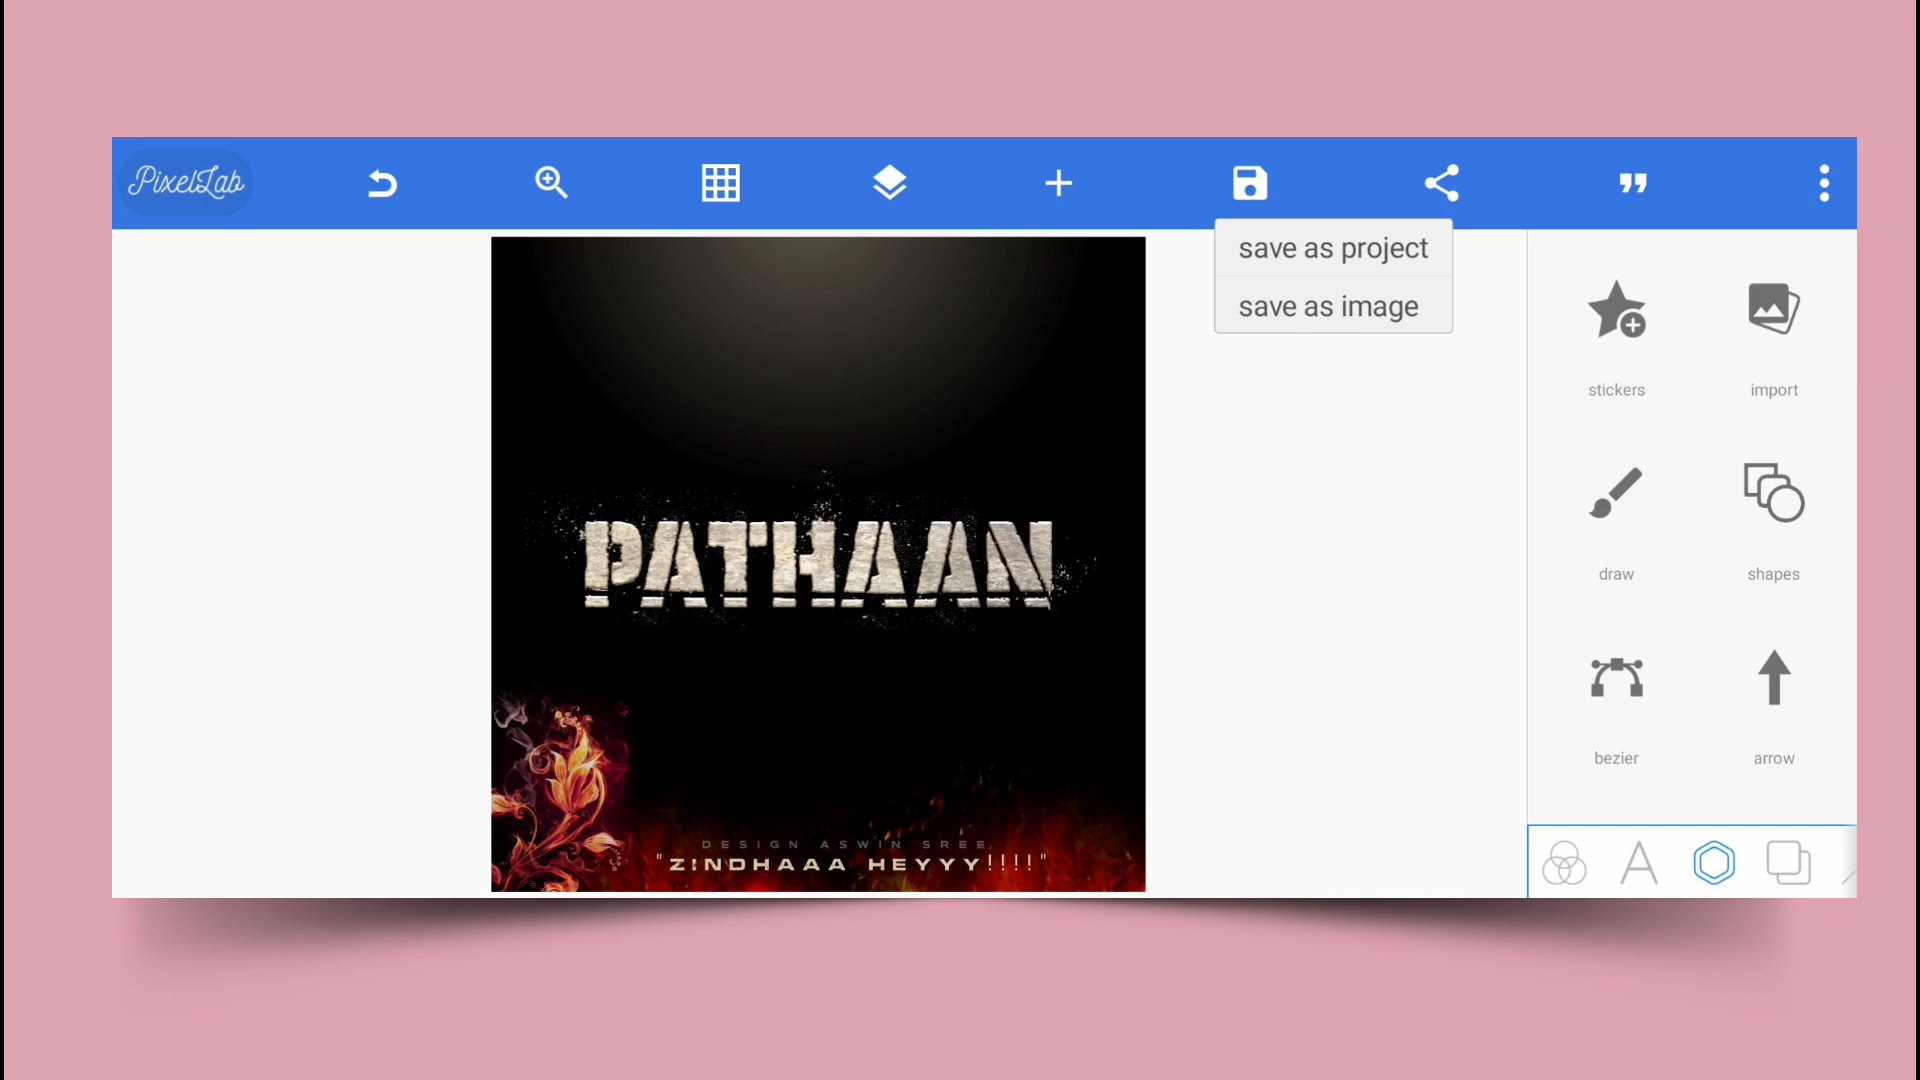 PixelLab
save as project
save as image
stickers
import
draw
shapes
bezier
arrow
PATHAAN
DESIGN ASWIN SREE
"ZINDHAAA HEYYY!!!!"